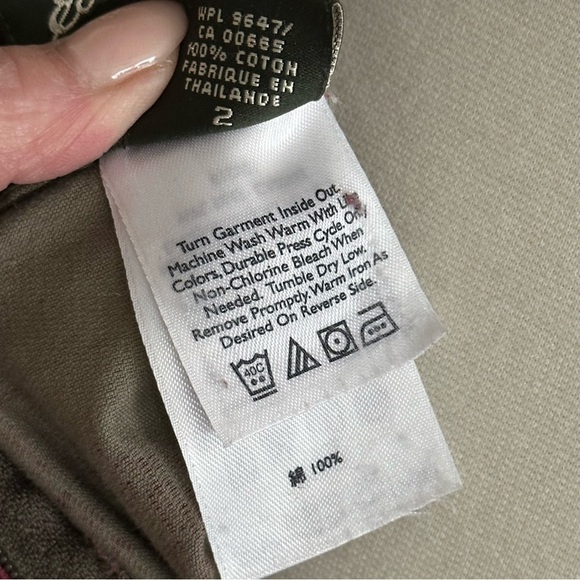 WPL 9647/
CA 00665
100% COTON
FABRIQUE EN
THAILANDE
2
Turn Garment Inside Out.
Machine Wash Warm With Like
Colors, Durable Press Cycle. Only
Non-Chlorine Bleach When
Needed. Tumble Dry Low.
Remove Promptly. Warm Iron As
Desired On Reverse Side.
40C
綿 100%